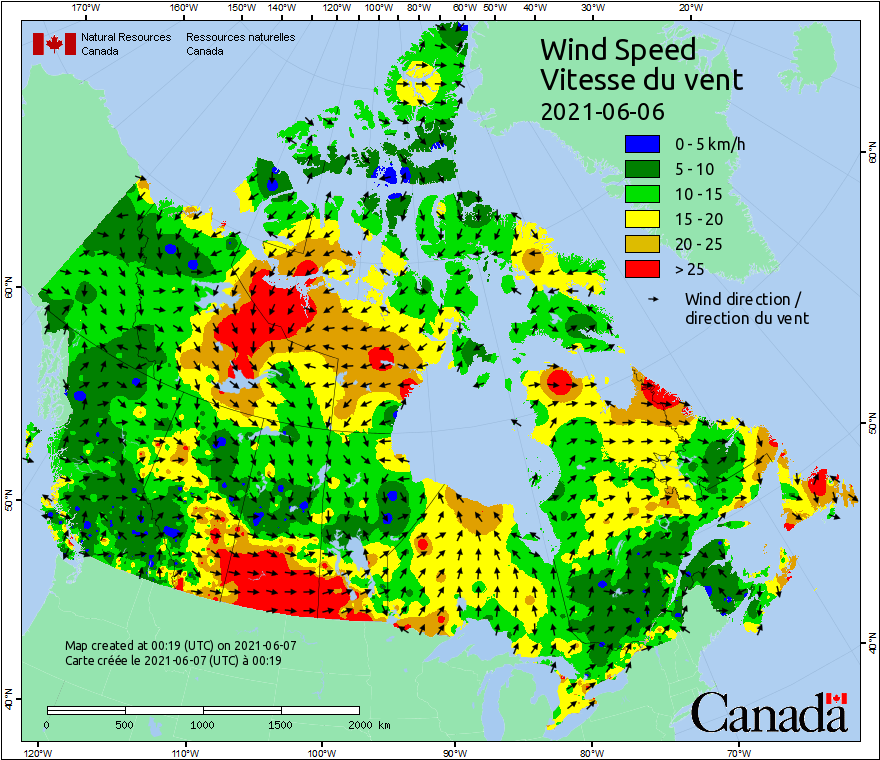 170°W 160°W 150°W 140°W 130°W 120°W 110°W 100°W 90°W 80°W 70°W 60°W 50°W 40°W 30°W 20°W
Natural Resources Ressources naturelles
Canada Canada
Wind Speed
Vitesse du vent
2021-06-06
0 - 5 km/h
5 - 10
10 - 15
15 - 20
20 - 25
> 25
Wind direction /
direction du vent
60°N
60°N
50°N
50°N
40°N
40°N
Map created at 00:19 (UTC) on 2021-06-07
Carte créée le 2021-06-07 (UTC) à 00:19
0 500 1000 1500 2000 km
Canada
120°W 110°W 100°W 90°W 80°W 70°W